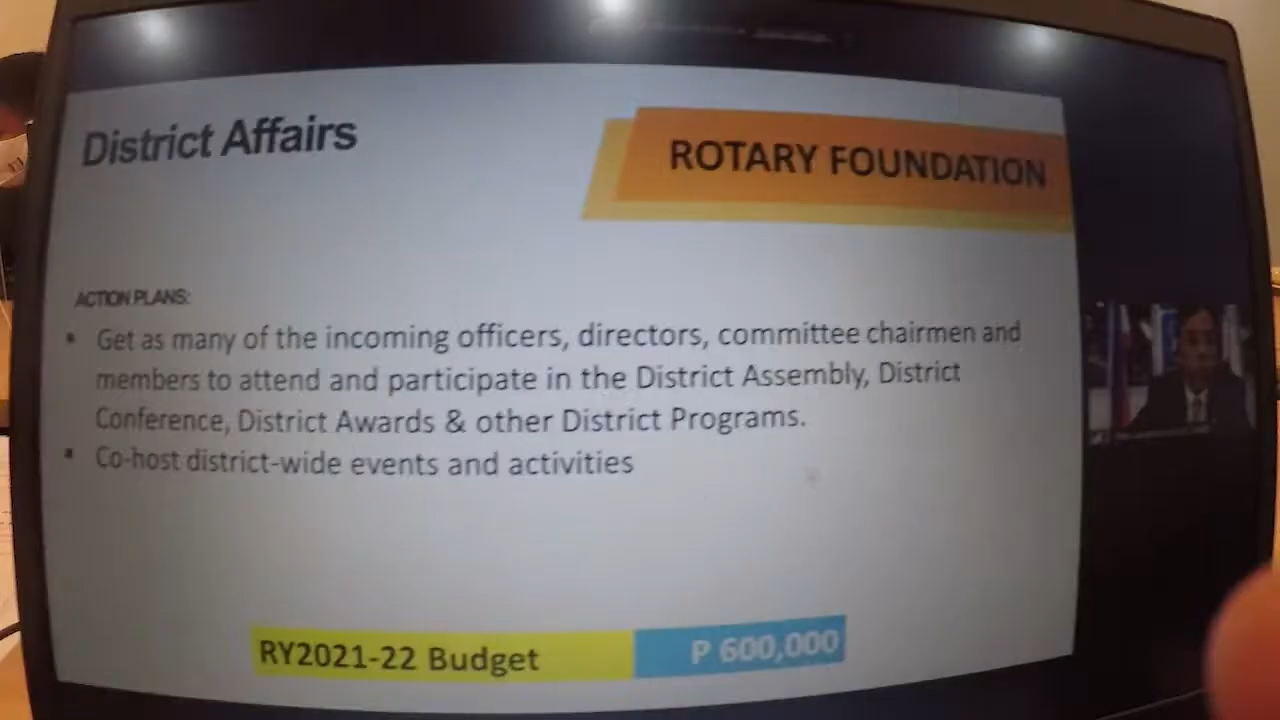 District Affairs
ROTARY FOUNDATION
ACTION PLANS:
• Get as many of the incoming officers, directors, committee chairmen and
members to attend and participate in the District Assembly, District
Conference, District Awards & other District Programs.
▪ Co-host district-wide events and activities
RY2021-22 Budget
P 600,000